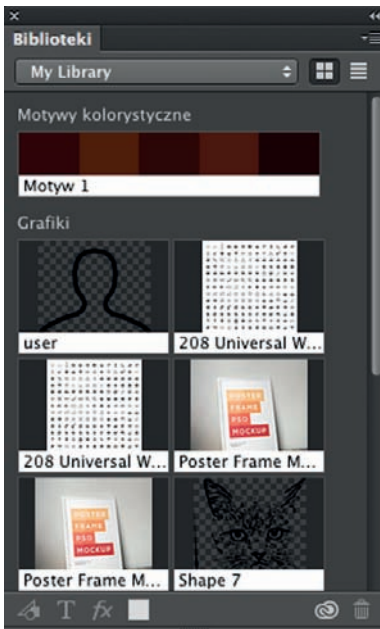 Biblioteki
My Library
Motywy kolorystyczne
Motyw 1
Grafiki
user
208 Universal W...
208 Universal W...
Poster Frame M...
POSTER
FRAME
PSD
MOCKUP
Poster Frame M...
POSTER
FRAME
PSD
MOCKUP
Shape 7
T fx